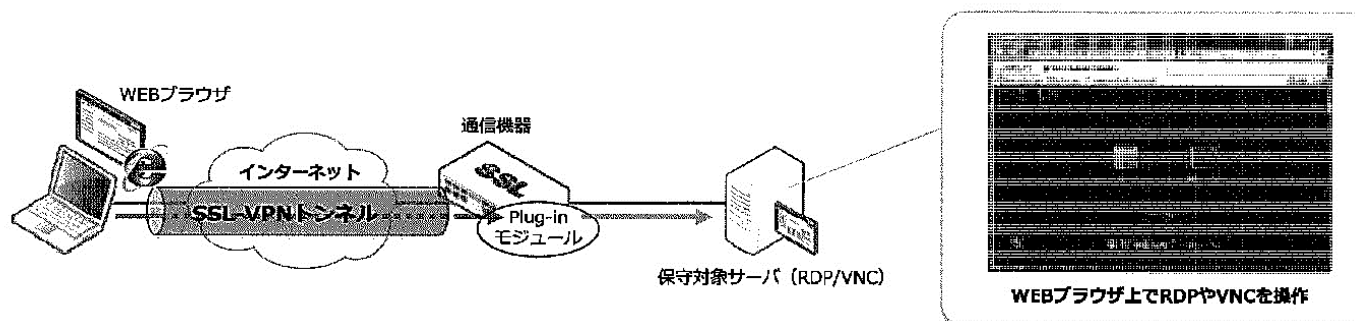 WEBブラウザ
通信機器
インターネット
SSL
SSL-VPNトンネル
Plug-in
モジュール
保守対象サーバ（RDP/VNC）
WEBブラウザ上でRDPやVNCを操作